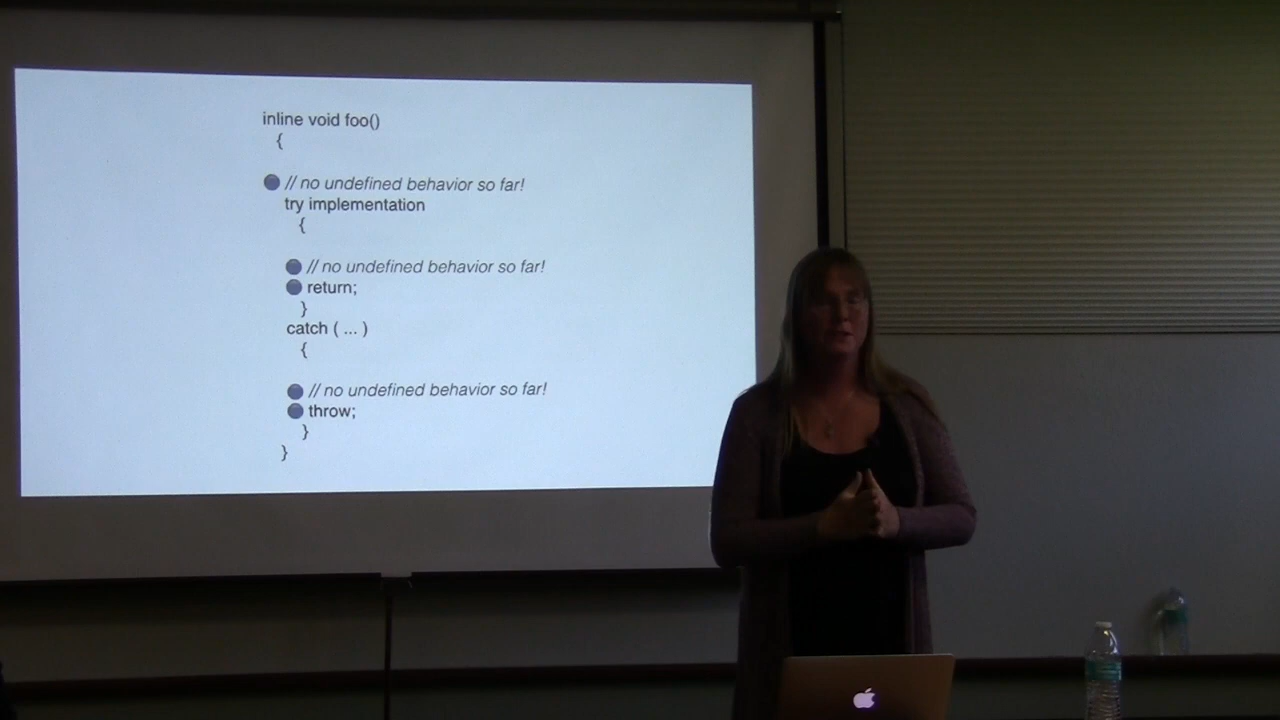 inline void foo()
{
// no undefined behavior so far!
try implementation
{
// no undefined behavior so far!
return;
}
catch ( ... )
{
// no undefined behavior so far!
throw;
}
}